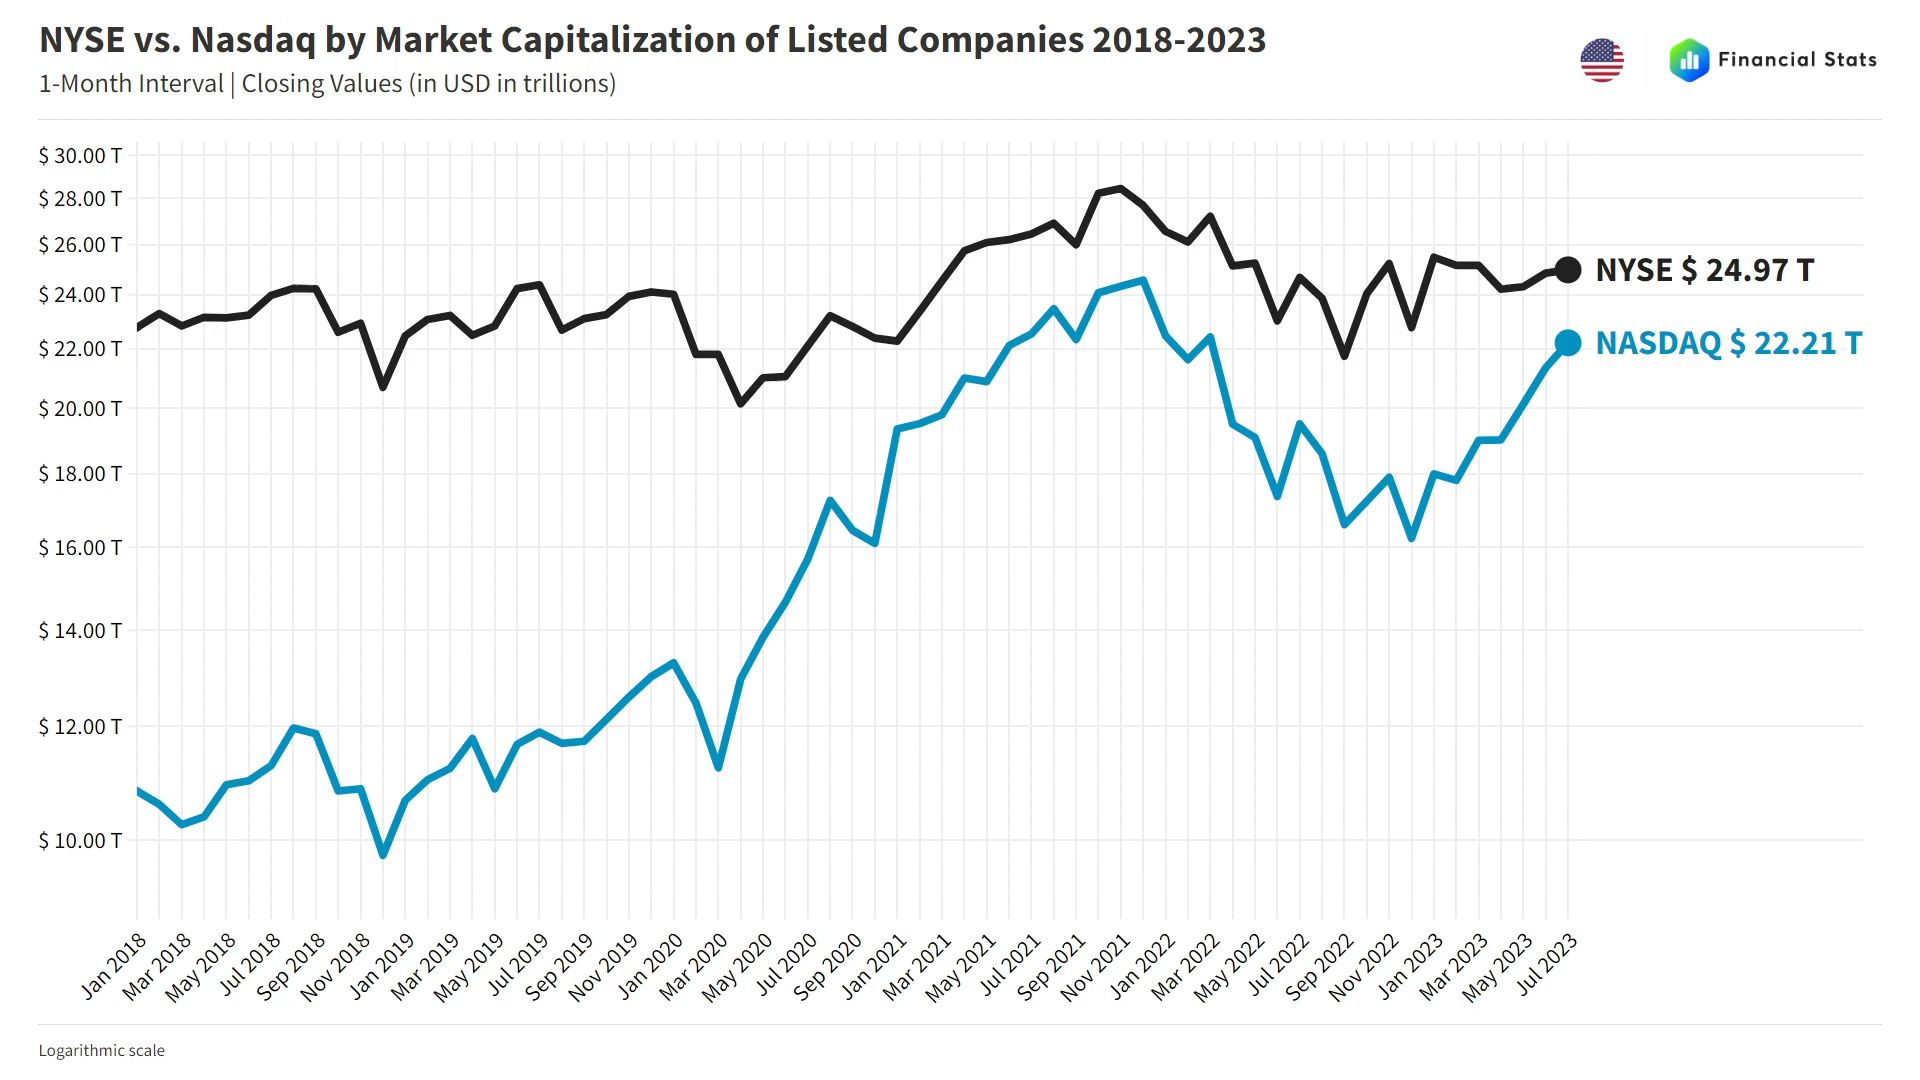 NYSE vs. Nasdaq by Market Capitalization of Listed Companies 2018-2023
1-Month Interval | Closing Values (in USD in trillions)
Financial Stats
$ 30.00 T
$ 28.00 T
$ 26.00 T
$ 24.00 T
$ 22.00 T
$ 20.00 T
$ 18.00 T
$ 16.00 T
$ 14.00 T
$ 12.00 T
$ 10.00 T
NYSE $ 24.97 T
NASDAQ $ 22.21 T
Jan 2018
Mar 2018
May 2018
Jul 2018
Sep 2018
Nov 2018
Jan 2019
Mar 2019
May 2019
Jul 2019
Sep 2019
Nov 2019
Jan 2020
Mar 2020
May 2020
Jul 2020
Sep 2020
Jan 2021
Mar 2021
May 2021
Jul 2021
Sep 2021
Nov 2021
Jan 2022
Mar 2022
May 2022
Jul 2022
Sep 2022
Nov 2022
Jan 2023
Mar 2023
May 2023
Jul 2023
Logarithmic scale